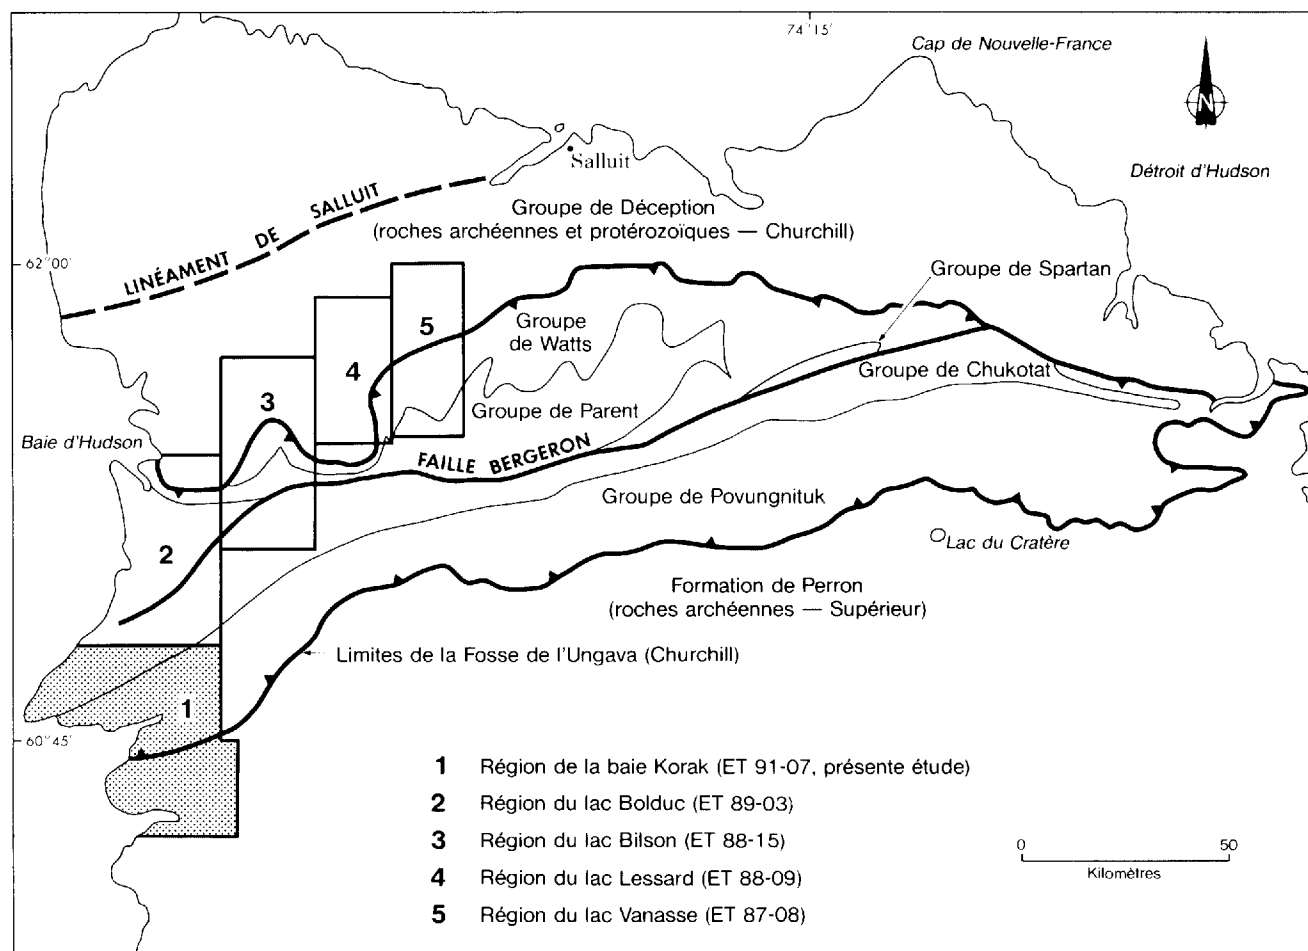 74°15'
Cap de Nouvelle-France
N
Salluit
Détroit d'Hudson
LINÉAMENT DE SALLUIT
Groupe de Déception
(roches archéennes et protérozoïques — Churchill)
62°00'
Groupe de Spartan
5
Groupe
de Watts
4
Groupe de Chukotat
3
Groupe de Parent
Baie d'Hudson
FAILLE BERGERON
Groupe de Povungnituk
2
Lac du Cratère
Formation de Perron
(roches archéennes — Supérieur)
Limites de la Fosse de l'Ungava (Churchill)
1
60°45'
1 Région de la baie Korak (ET 91-07, présente étude)
2 Région du lac Bolduc (ET 89-03)
3 Région du lac Bilson (ET 88-15)
4 Région du lac Lessard (ET 88-09)
5 Région du lac Vanasse (ET 87-08)
0 50
Kilomètres